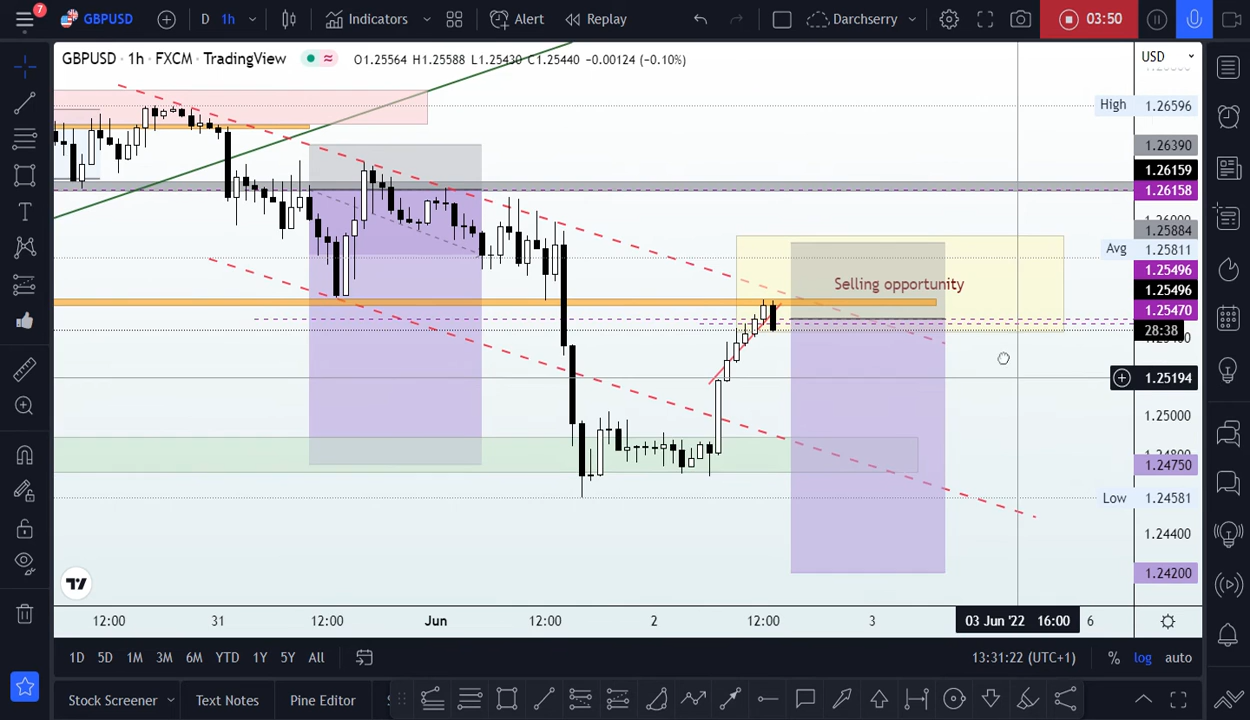 7
GBPUSD
D
1h
Indicators
Alert
Replay
Darchserry
03:50
GBPUSD · 1h · FXCM · TradingView
O1.25564 H1.25588 L1.25430 C1.25440 −0.00124 (−0.10%)
USD
High 1.26596
1.26390
1.26159
1.26158
1.26000
1.25884
Avg 1.25811
1.25496
1.25496
1.25470
28:38
1.25194
1.25000
1.24750
Low 1.24581
1.24400
1.24200
Selling opportunity
12:00 31 12:00 Jun 12:00 2 12:00 3 03 Jun '22 16:00 6
1D 5D 1M 3M 6M YTD 1Y 5Y All
13:31:22 (UTC+1) % log auto
Stock Screener Text Notes Pine Editor